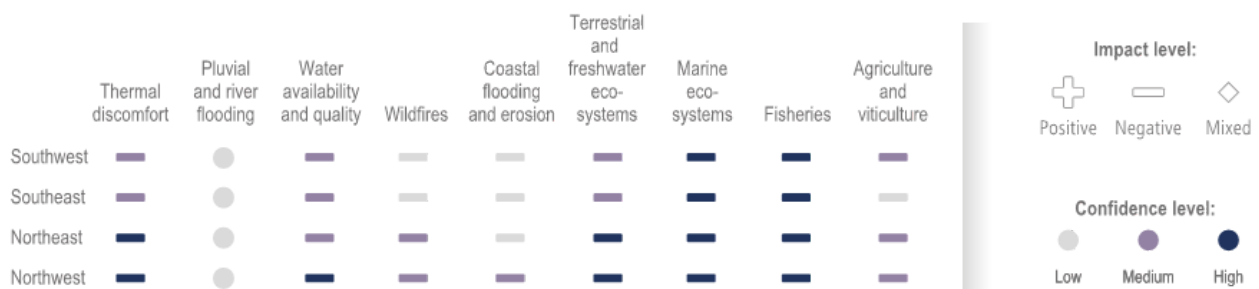 Thermal
discomfort
Pluvial
and river
flooding
Water
availability
and quality
Wildfires
Coastal
flooding
and erosion
Terrestrial
and
freshwater
eco-
systems
Marine
eco-
systems
Fisheries
Agriculture
and
viticulture
Southwest
Southeast
Northeast
Northwest
Impact level:
Positive Negative Mixed
Confidence level:
Low Medium High